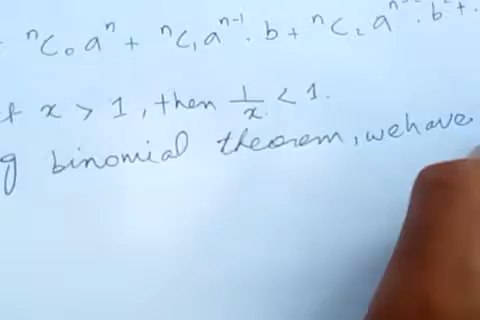 ⁿC₀aⁿ + ⁿC₁aⁿ⁻¹.b + ⁿC₂aⁿ⁻².b² +
x > 1, then 1/x < 1.
g binomial theorem, we have